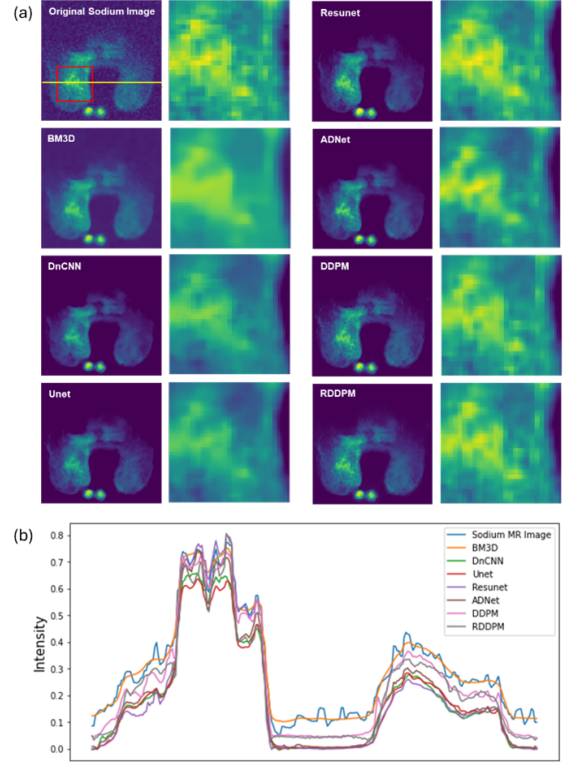 (a)
Original Sodium Image
Resunet
BM3D
ADNet
DnCNN
DDPM
Unet
RDDPM
(b)
0.8
0.7
0.6
0.5
0.4
0.3
0.2
0.1
0.0
Intensity
Sodium MR Image
BM3D
DnCNN
Unet
Resunet
ADNet
DDPM
RDDPM